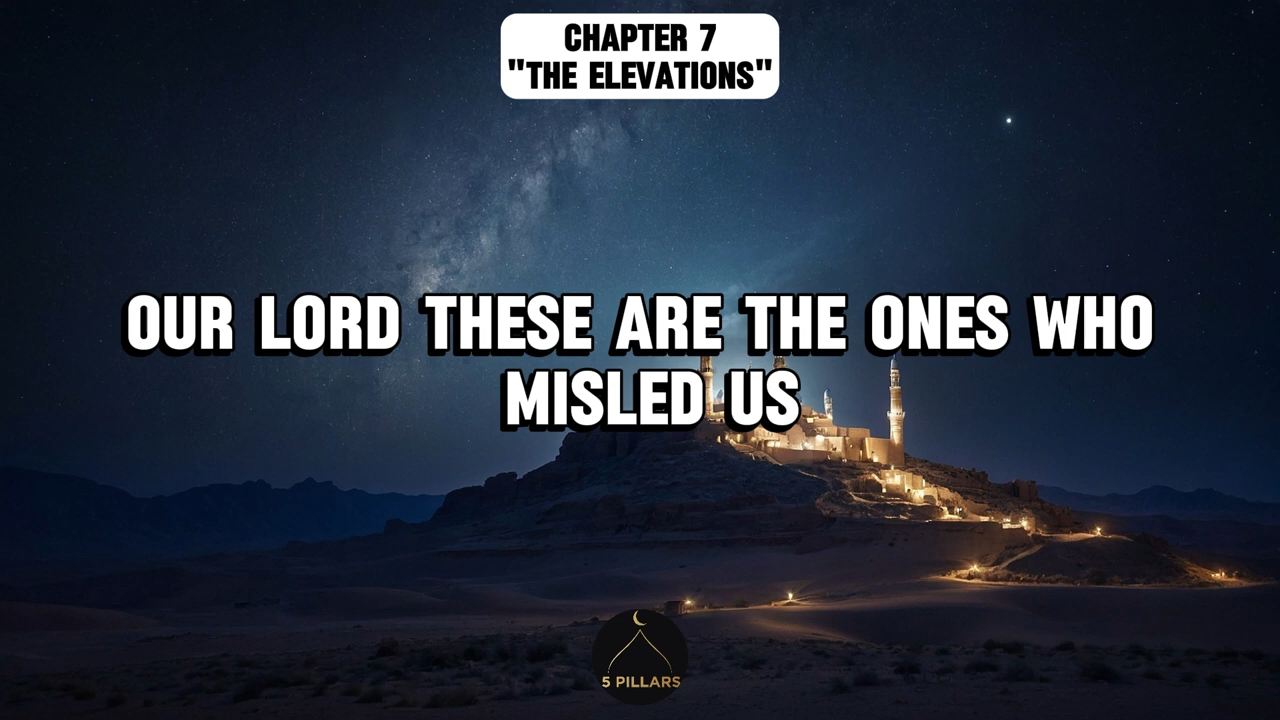 CHAPTER 7
"THE ELEVATIONS"
OUR LORD THESE ARE THE ONES WHO
MISLED US
5 PILLARS